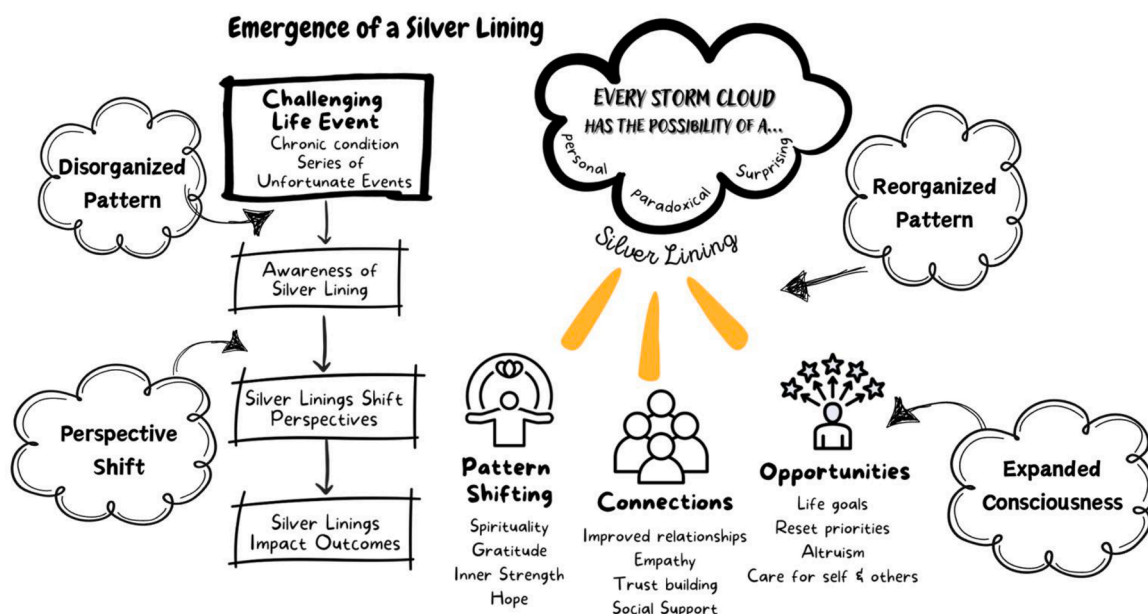 Emergence of a Silver Lining
Challenging
Life Event
Chronic condition
Series of
Unfortunate Events
Disorganized
Pattern
Awareness of
Silver Lining
Perspective
Shift
Silver Linings Shift
Perspectives
Silver Linings
Impact Outcomes
EVERY STORM CLOUD
HAS THE POSSIBILITY OF A...
personal
paradoxical
Surprising
Silver Lining
Reorganized
Pattern
Pattern
Shifting
Spirituality
Gratitude
Inner Strength
Hope
Connections
Improved relationships
Empathy
Trust building
Social Support
Opportunities
Life goals
Reset priorities
Altruism
Care for self & others
Expanded
Consciousness